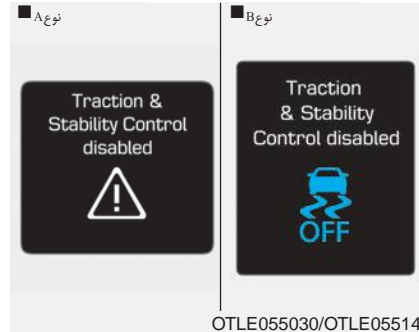 ■ نوعA
■ نوعB
Traction &
Stability Control
disabled
Traction
& Stability
Control disabled
OFF
OTLE055030/OTLE05514